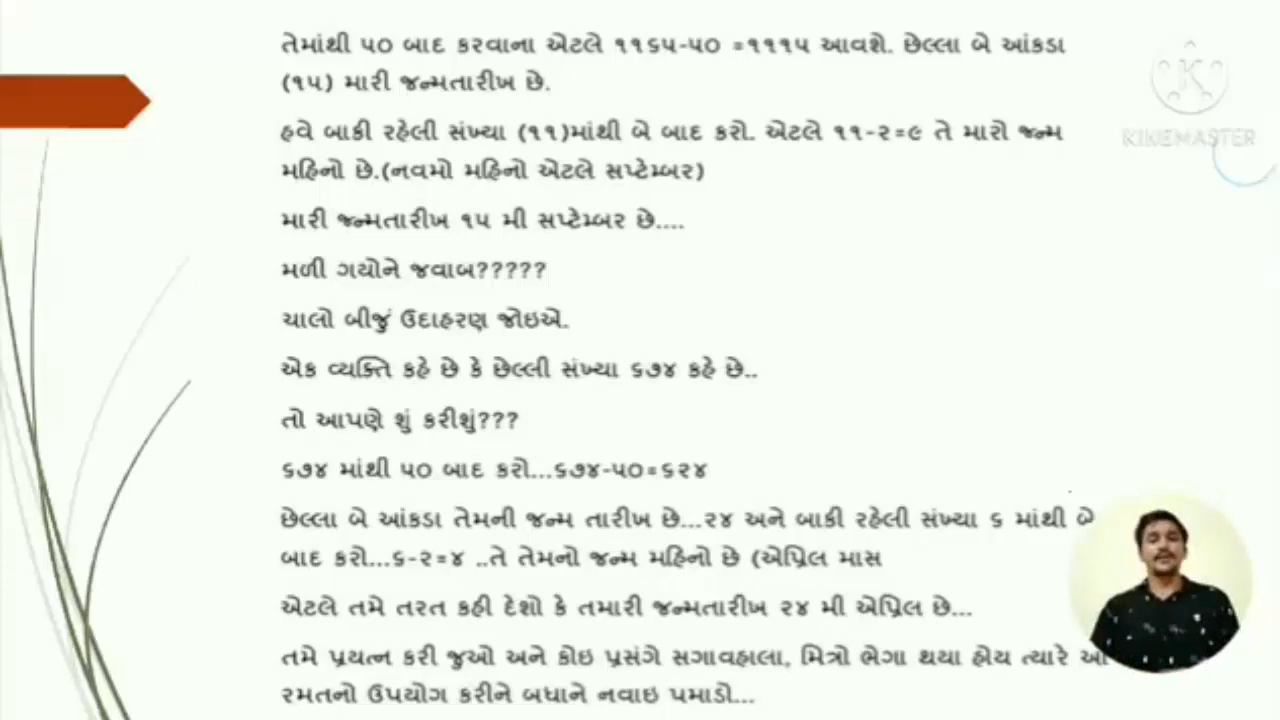 તેમાંથી ૫૦ બાદ કરવાના એટલે ૧૧૬૫-૫૦ =૧૧૧૫ આવશે. છેલ્લા બે આંકડા
(૧૫) મારી જન્મતારીખ છે.
હવે બાકી રહેલી સંખ્યા (૧૧)માંથી બે બાદ કરો. એટલે ૧૧-૨=૯ તે મારો જન્મ
મહિનો છે.(નવમો મહિનો એટલે સપ્ટેમ્બર)
મારી જન્મતારીખ ૧૫ મી સપ્ટેમ્બર છે....
મળી ગયોને જવાબ?????
ચાલો બીજું ઉદાહરણ જોઇએ.
એક વ્યક્તિ કહે છે કે છેલ્લી સંખ્યા ૬૭૪ કહે છે..
તો આપણે શું કરીશું???
૬૭૪ માંથી ૫૦ બાદ કરો...૬૭૪-૫૦=૬૨૪
છેલ્લા બે આંકડા તેમની જન્મ તારીખ છે...૨૪ અને બાકી રહેલી સંખ્યા ૬ માંથી બે
બાદ કરો...૬-૨=૪ ..તે તેમનો જન્મ મહિનો છે (એપ્રિલ માસ
એટલે તમે તરત કહી દેશો કે તમારી જન્મતારીખ ૨૪ મી એપ્રિલ છે...
તમે પ્રયત્ન કરી જુઓ અને કોઇ પ્રસંગે સગાવહાલા, મિત્રો ભેગા થયા હોય ત્યારે આ
રમતનો ઉપયોગ કરીને બધાને નવાઇ પમાડો...
K
KINEMASTER